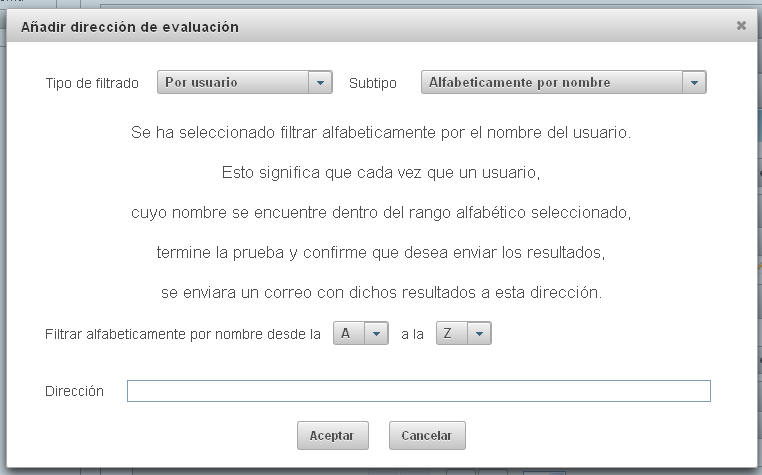 Añadir dirección de evaluación
Tipo de filtrado Por usuario Subtipo Alfabeticamente por nombre
Se ha seleccionado filtrar alfabeticamente por el nombre del usuario.
Esto significa que cada vez que un usuario,
cuyo nombre se encuentre dentro del rango alfabético seleccionado,
termine la prueba y confirme que desea enviar los resultados,
se enviara un correo con dichos resultados a esta dirección.
Filtrar alfabeticamente por nombre desde la A a la Z
Dirección
Aceptar Cancelar